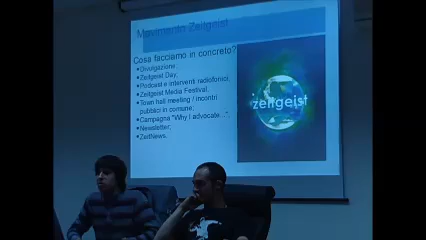 Movimento Zeitgeist
Cosa facciamo in concreto?
Divulgazione;
Zeitgeist Day;
Podcast e interventi radiofonici;
Zeitgeist Media Festival;
Town hall meeting / incontri
pubblici in comune;
Campagna "Why I advocate...";
Newsletter;
ZeitNews.
zeitgeist